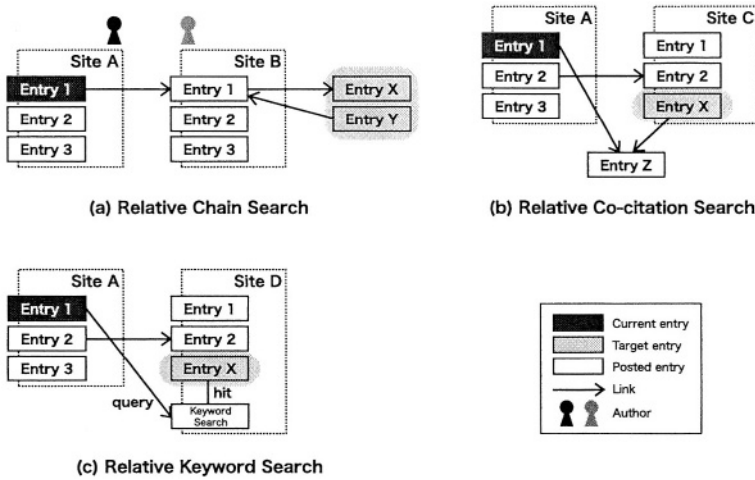 Site A
Site B
Entry 1
Entry 1
Entry X
Entry 2
Entry 2
Entry Y
Entry 3
Entry 3
(a) Relative Chain Search
Site A
Site C
Entry 1
Entry 1
Entry 2
Entry 2
Entry 3
Entry X
Entry Z
(b) Relative Co-citation Search
Site A
Site D
Entry 1
Entry 1
Entry 2
Entry 2
Entry 3
Entry X
query
hit
Keyword
Search
(c) Relative Keyword Search
Current entry
Target entry
Posted entry
Link
Author